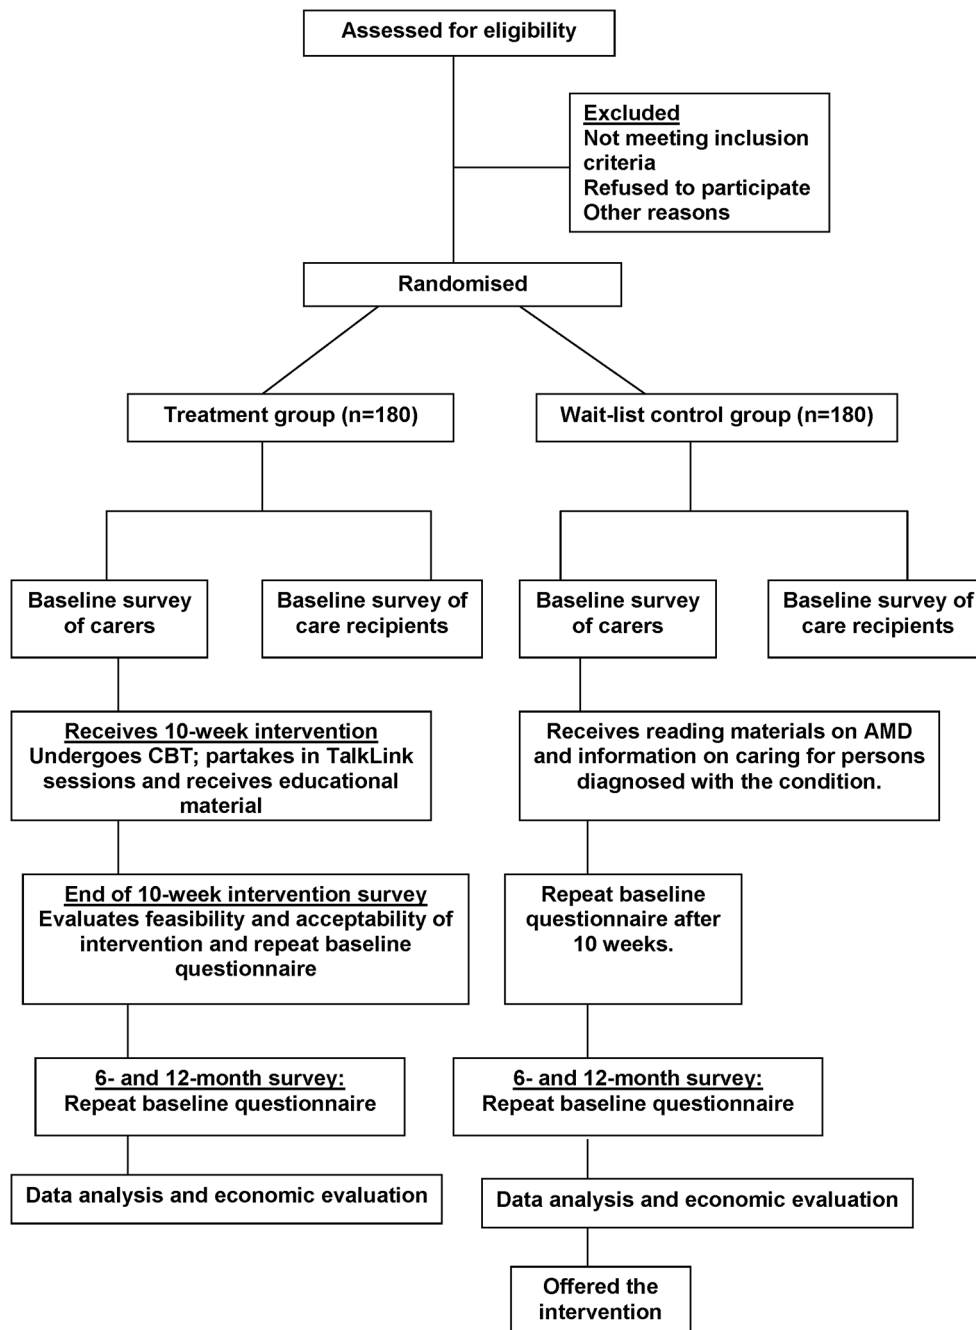 Assessed for eligibility
Excluded
Not meeting inclusion
criteria
Refused to participate
Other reasons
Randomised
Treatment group (n=180)
Wait-list control group (n=180)
Baseline survey
of carers
Baseline survey of
care recipients
Baseline survey
of carers
Baseline survey of
care recipients
Receives 10-week intervention
Undergoes CBT; partakes in TalkLink
sessions and receives educational
material
Receives reading materials on AMD
and information on caring for persons
diagnosed with the condition.
End of 10-week intervention survey
Evaluates feasibility and acceptability of
intervention and repeat baseline
questionnaire
Repeat baseline
questionnaire after
10 weeks.
6- and 12-month survey:
Repeat baseline questionnaire
6- and 12-month survey:
Repeat baseline questionnaire
Data analysis and economic evaluation
Data analysis and economic evaluation
Offered the
intervention